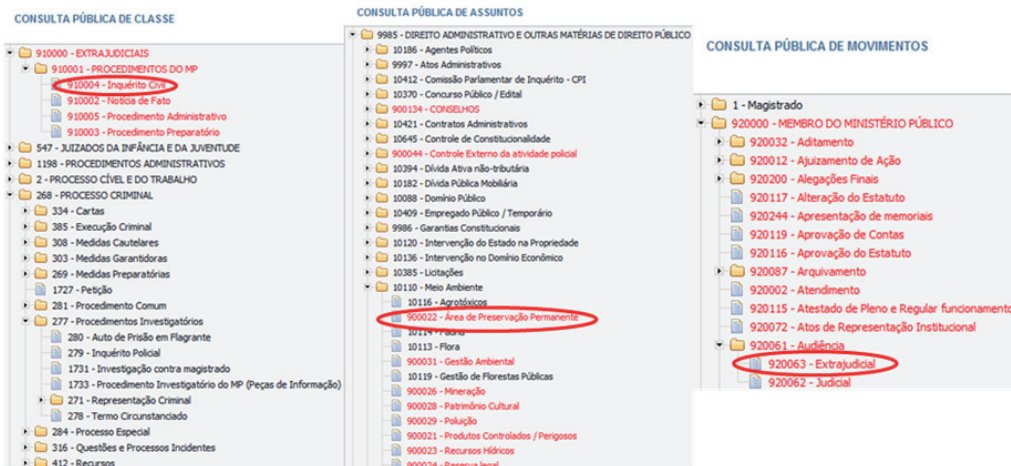 CONSULTA PÚBLICA DE CLASSE
910000 - EXTRAJUDICIAIS
910001 - PROCEDIMENTOS DO MP
910004 - Inquérito Civil
910002 - Notícia de Fato
910005 - Procedimento Administrativo
910003 - Procedimento Preparatório
547 - JUIZADOS DA INFÂNCIA E DA JUVENTUDE
1198 - PROCEDIMENTOS ADMINISTRATIVOS
2 - PROCESSO CÍVEL E DO TRABALHO
268 - PROCESSO CRIMINAL
334 - Cartas
385 - Execução Criminal
308 - Medidas Cautelares
303 - Medidas Garantidoras
269 - Medidas Preparatórias
1727 - Petição
281 - Procedimento Comum
277 - Procedimentos Investigatórios
280 - Auto de Prisão em Flagrante
279 - Inquérito Policial
1731 - Investigação contra magistrado
1733 - Procedimento Investigatório do MP (Peças de Informação)
271 - Representação Criminal
278 - Termo Circunstanciado
284 - Processo Especial
316 - Questões e Processos Incidentes
412 - Recursos
CONSULTA PÚBLICA DE ASSUNTOS
9985 - DIREITO ADMINISTRATIVO E OUTRAS MATÉRIAS DE DIREITO PÚBLICO
10186 - Agentes Políticos
9997 - Atos Administrativos
10412 - Comissão Parlamentar de Inquérito - CPI
10370 - Concurso Público / Edital
900134 - CONSELHOS
10421 - Contratos Administrativos
10645 - Controle de Constitucionalidade
900044 - Controle Externo da atividade policial
10394 - Dívida Ativa não-tributária
10182 - Dívida Pública Mobiliária
10088 - Domínio Público
10409 - Empregado Público / Temporário
9986 - Garantias Constitucionais
10120 - Intervenção do Estado na Propriedade
10136 - Intervenção no Domínio Econômico
10385 - Licitações
10110 - Meio Ambiente
10116 - Agrotóxicos
900022 - Área de Preservação Permanente
10114 - Fauna
10113 - Flora
900031 - Gestão Ambiental
10119 - Gestão de Florestas Públicas
900026 - Mineração
900028 - Patrimônio Cultural
900029 - Poluição
900021 - Produtos Controlados / Perigosos
900023 - Recursos Hídricos
900024 - Reserva legal
CONSULTA PÚBLICA DE MOVIMENTOS
1 - Magistrado
920000 - MEMBRO DO MINISTÉRIO PÚBLICO
920032 - Aditamento
920012 - Ajuizamento de Ação
920200 - Alegações Finais
920117 - Alteração do Estatuto
920244 - Apresentação de memoriais
920119 - Aprovação de Contas
920116 - Aprovação do Estatuto
920087 - Arquivamento
920002 - Atendimento
920115 - Atestado de Pleno e Regular funcionamento
920072 - Atos de Representação Institucional
920061 - Audiência
920063 - Extrajudicial
920062 - Judicial